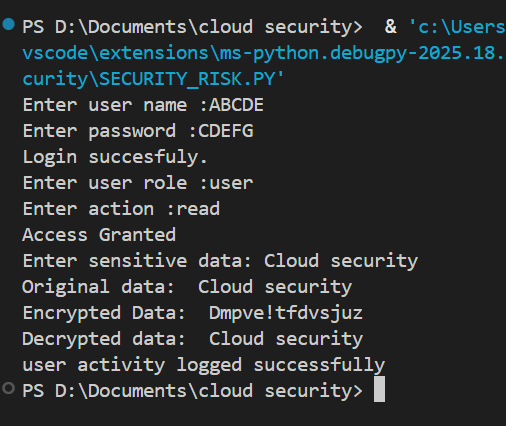 PS D:\Documents\cloud security>  & 'c:\Users
vscode\extensions\ms-python.debugpy-2025.18.
curity\SECURITY_RISK.PY'
Enter user name :ABCDE
Enter password :CDEFG
Login succesfuly.
Enter user role :user
Enter action :read
Access Granted
Enter sensitive data: Cloud security
Original data:  Cloud security
Encrypted Data:  Dmpve!tfdvsjuz
Decrypted data:  Cloud security
user activity logged successfully
PS D:\Documents\cloud security>